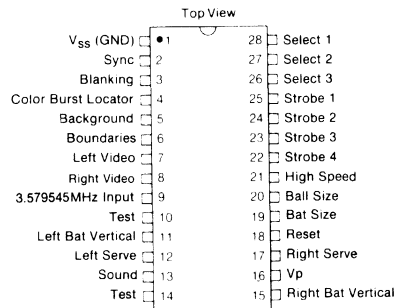 Top View
V_SS (GND) 1 28 Select 1
Sync 2 27 Select 2
Blanking 3 26 Select 3
Color Burst Locator 4 25 Strobe 1
Background 5 24 Strobe 2
Boundaries 6 23 Strobe 3
Left Video 7 22 Strobe 4
Right Video 8 21 High Speed
3.579545MHz Input 9 20 Ball Size
Test 10 19 Bat Size
Left Bat Vertical 11 18 Reset
Left Serve 12 17 Right Serve
Sound 13 16 Vp
Test 14 15 Right Bat Vertical